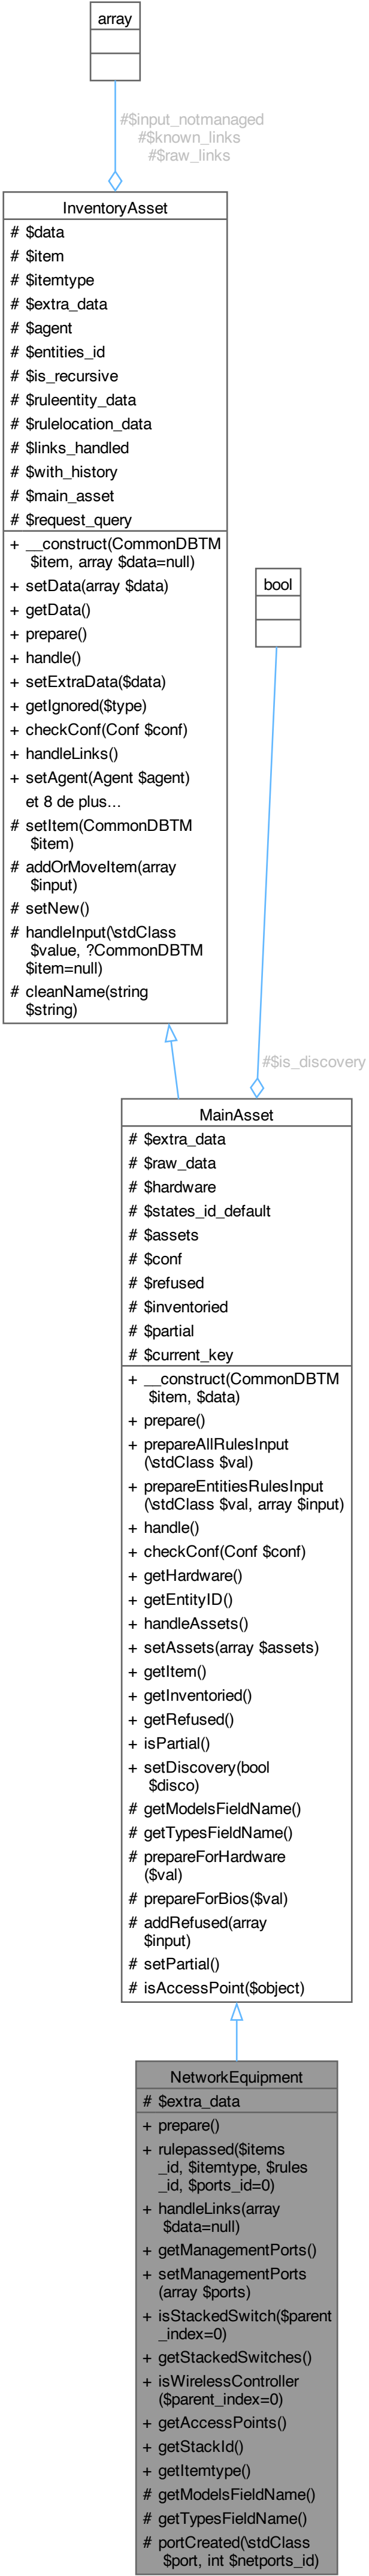 array
#$input_notmanaged
#$known_links
#$raw_links
InventoryAsset
# $data
# $item
# $itemtype
# $extra_data
# $agent
# $entities_id
# $is_recursive
# $ruleentity_data
# $rulelocation_data
# $links_handled
# $with_history
# $main_asset
# $request_query
+ __construct(CommonDBTM
$item, array $data=null)
+ setData(array $data)
+ getData()
+ prepare()
+ handle()
+ setExtraData($data)
+ getIgnored($type)
+ checkConf(Conf $conf)
+ handleLinks()
+ setAgent(Agent $agent)
et 8 de plus...
# setItem(CommonDBTM
$item)
# addOrMoveItem(array
$input)
# setNew()
# handleInput(\stdClass
$value, ?CommonDBTM
$item=null)
# cleanName(string
$string)
bool
#$is_discovery
MainAsset
# $extra_data
# $raw_data
# $hardware
# $states_id_default
# $assets
# $conf
# $refused
# $inventoried
# $partial
# $current_key
+ __construct(CommonDBTM
$item, $data)
+ prepare()
+ prepareAllRulesInput
(\stdClass $val)
+ prepareEntitiesRulesInput
(\stdClass $val, array $input)
+ handle()
+ checkConf(Conf $conf)
+ getHardware()
+ getEntityID()
+ handleAssets()
+ setAssets(array $assets)
+ getItem()
+ getInventoried()
+ getRefused()
+ isPartial()
+ setDiscovery(bool
$disco)
# getModelsFieldName()
# getTypesFieldName()
# prepareForHardware
($val)
# prepareForBios($val)
# addRefused(array
$input)
# setPartial()
# isAccessPoint($object)
NetworkEquipment
# $extra_data
+ prepare()
+ rulepassed($items
_id, $itemtype, $rules
_id, $ports_id=0)
+ handleLinks(array
$data=null)
+ getManagementPorts()
+ setManagementPorts
(array $ports)
+ isStackedSwitch($parent
_index=0)
+ getStackedSwitches()
+ isWirelessController
($parent_index=0)
+ getAccessPoints()
+ getStackId()
+ getItemtype()
# getModelsFieldName()
# getTypesFieldName()
# portCreated(\stdClass
$port, int $netports_id)